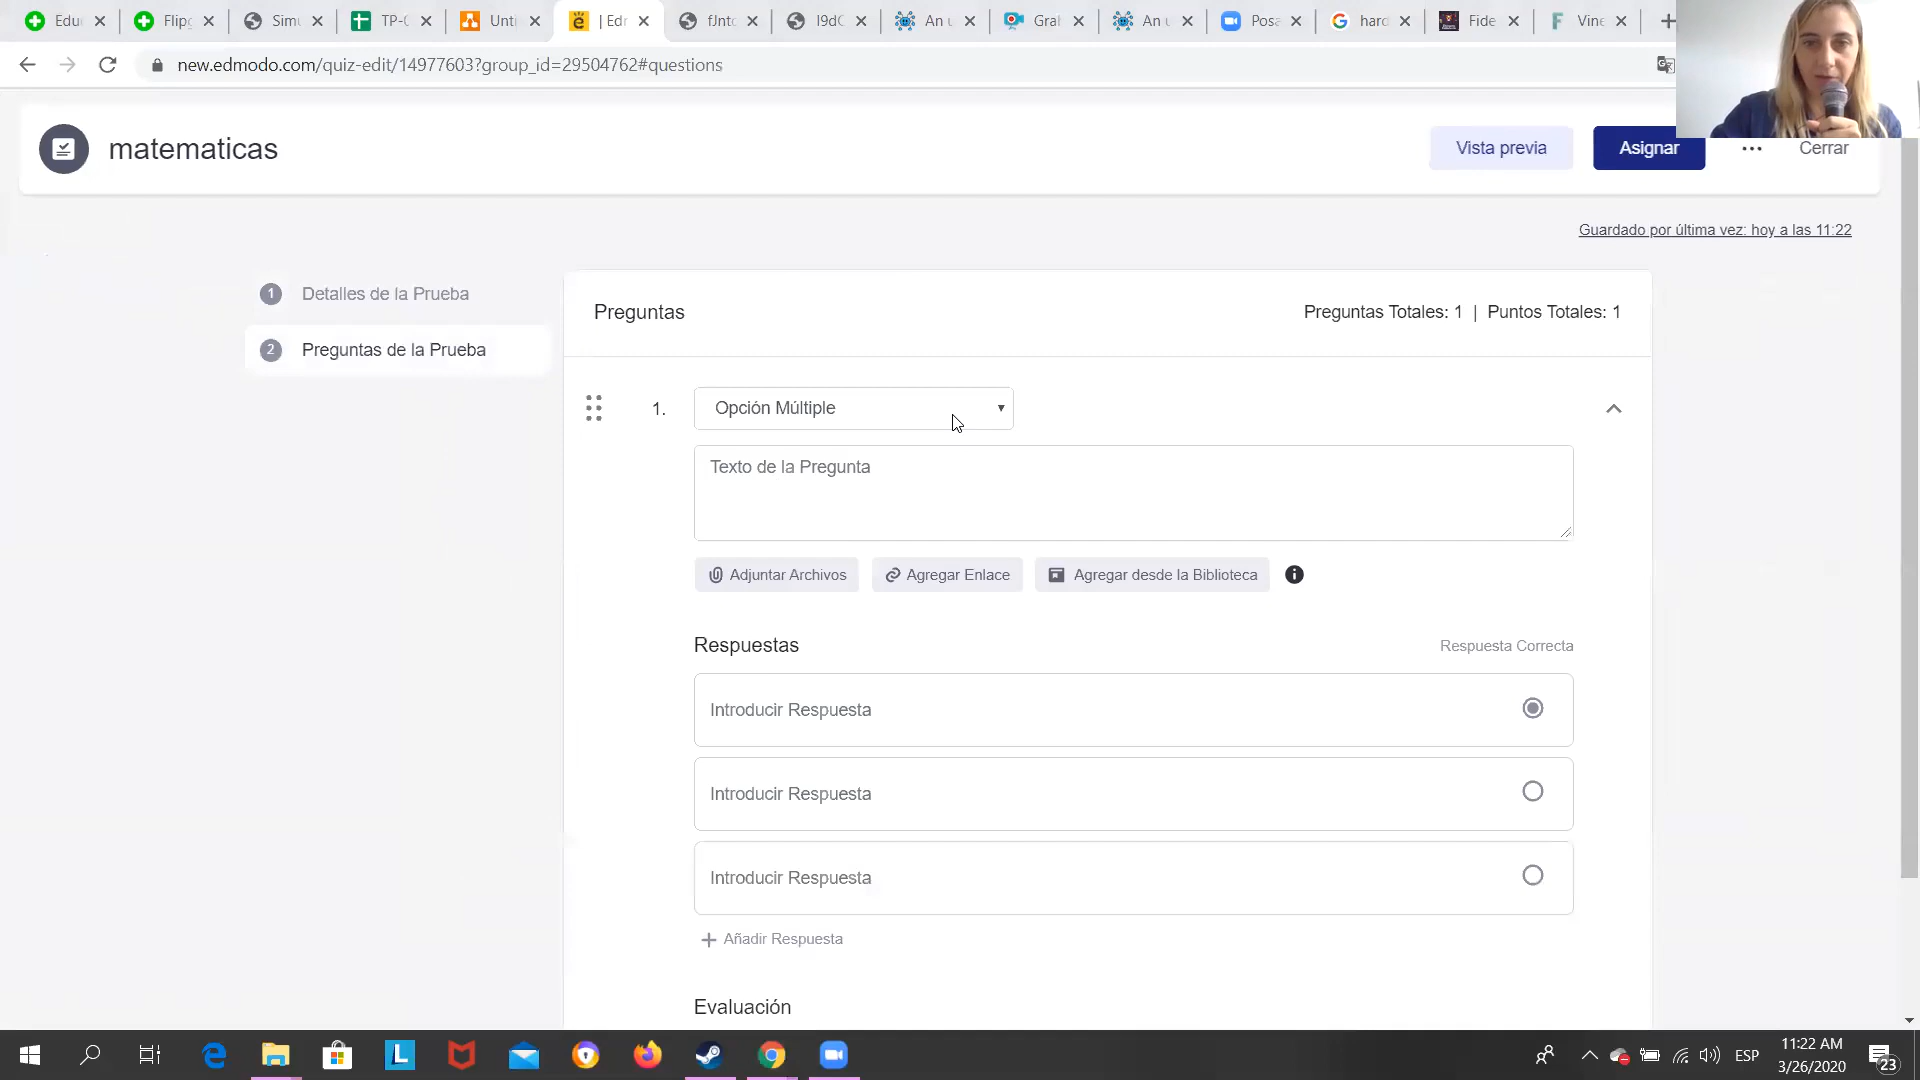 Edu
Flipg
Simu
TP-0
Unti
| Edr
fJnto
I9dC
An u
Gral
An u
Posa
hard
Fide
Vine
new.edmodo.com/quiz-edit/14977603?group_id=29504762#questions
matematicas
Vista previa
Asignar
Cerrar
Guardado por última vez: hoy a las 11:22
1 Detalles de la Prueba
2 Preguntas de la Prueba
Preguntas
Preguntas Totales: 1 | Puntos Totales: 1
1. Opción Múltiple
Texto de la Pregunta
Adjuntar Archivos
Agregar Enlace
Agregar desde la Biblioteca
Respuestas
Respuesta Correcta
Introducir Respuesta
Introducir Respuesta
Introducir Respuesta
+ Añadir Respuesta
Evaluación
ESP
11:22 AM
3/26/2020
23